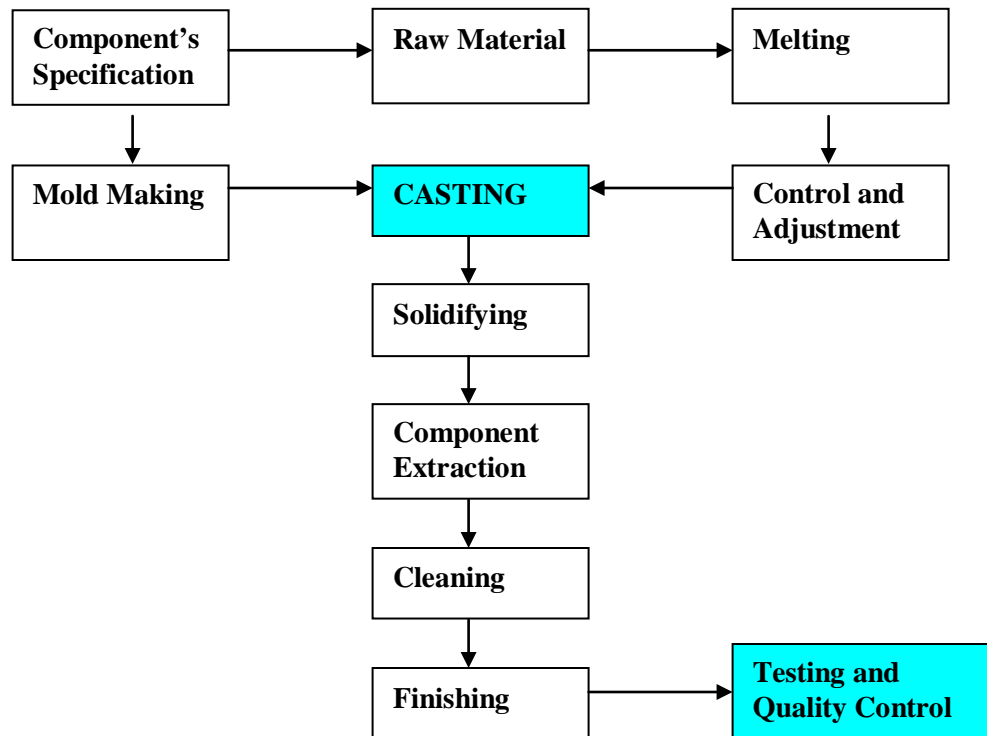 Component’s
Specification
Raw Material
Melting
Mold Making
CASTING
Control and
Adjustment
Solidifying
Component
Extraction
Cleaning
Finishing
Testing and
Quality Control